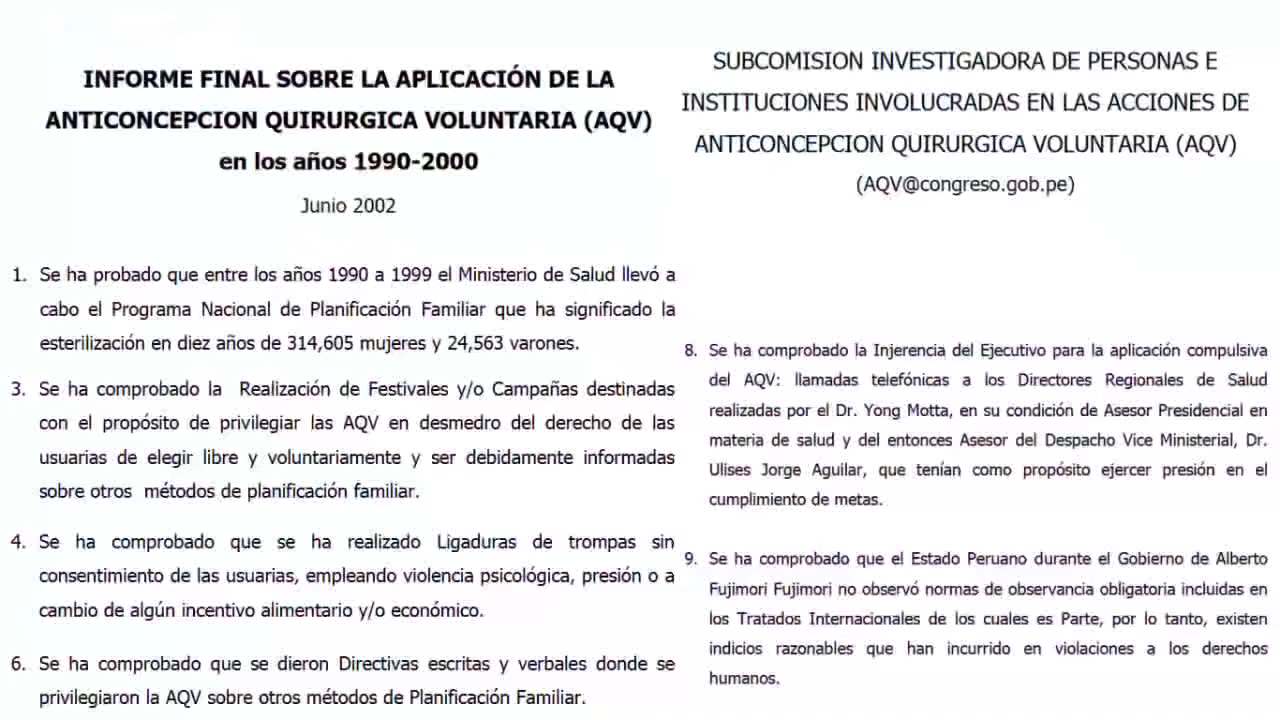 INFORME FINAL SOBRE LA APLICACIÓN DE LA
ANTICONCEPCION QUIRURGICA VOLUNTARIA (AQV)
en los años 1990-2000
Junio 2002
1. Se ha probado que entre los años 1990 a 1999 el Ministerio de Salud llevó a
cabo el Programa Nacional de Planificación Familiar que ha significado la
esterilización en diez años de 314,605 mujeres y 24,563 varones.
3. Se ha comprobado la Realización de Festivales y/o Campañas destinadas
con el propósito de privilegiar las AQV en desmedro del derecho de las
usuarias de elegir libre y voluntariamente y ser debidamente informadas
sobre otros métodos de planificación familiar.
4. Se ha comprobado que se ha realizado Ligaduras de trompas sin
consentimiento de las usuarias, empleando violencia psicológica, presión o a
cambio de algún incentivo alimentario y/o económico.
6. Se ha comprobado que se dieron Directivas escritas y verbales donde se
privilegiaron la AQV sobre otros métodos de Planificación Familiar.
SUBCOMISION INVESTIGADORA DE PERSONAS E
INSTITUCIONES INVOLUCRADAS EN LAS ACCIONES DE
ANTICONCEPCION QUIRURGICA VOLUNTARIA (AQV)
(AQV@congreso.gob.pe)
8. Se ha comprobado la Injerencia del Ejecutivo para la aplicación compulsiva
del AQV: llamadas telefónicas a los Directores Regionales de Salud
realizadas por el Dr. Yong Motta, en su condición de Asesor Presidencial en
materia de salud y del entonces Asesor del Despacho Vice Ministerial, Dr.
Ulises Jorge Aguilar, que tenían como propósito ejercer presión en el
cumplimiento de metas.
9. Se ha comprobado que el Estado Peruano durante el Gobierno de Alberto
Fujimori Fujimori no observó normas de observancia obligatoria incluidas en
los Tratados Internacionales de los cuales es Parte, por lo tanto, existen
indicios razonables que han incurrido en violaciones a los derechos
humanos.